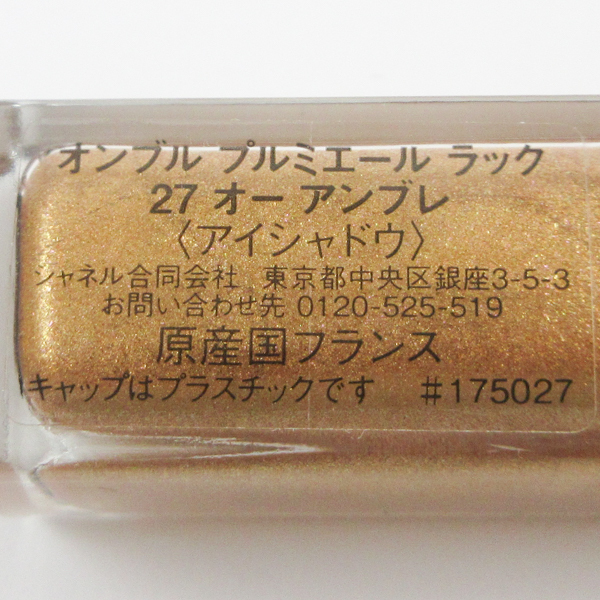 オンブル プルミエール ラック
27 オー アンブレ
〈アイシャドウ〉
シャネル合同会社 東京都中央区銀座3-5-3
お問い合わせ先 0120-525-519
原産国フランス
キャップはプラスチックです #175027